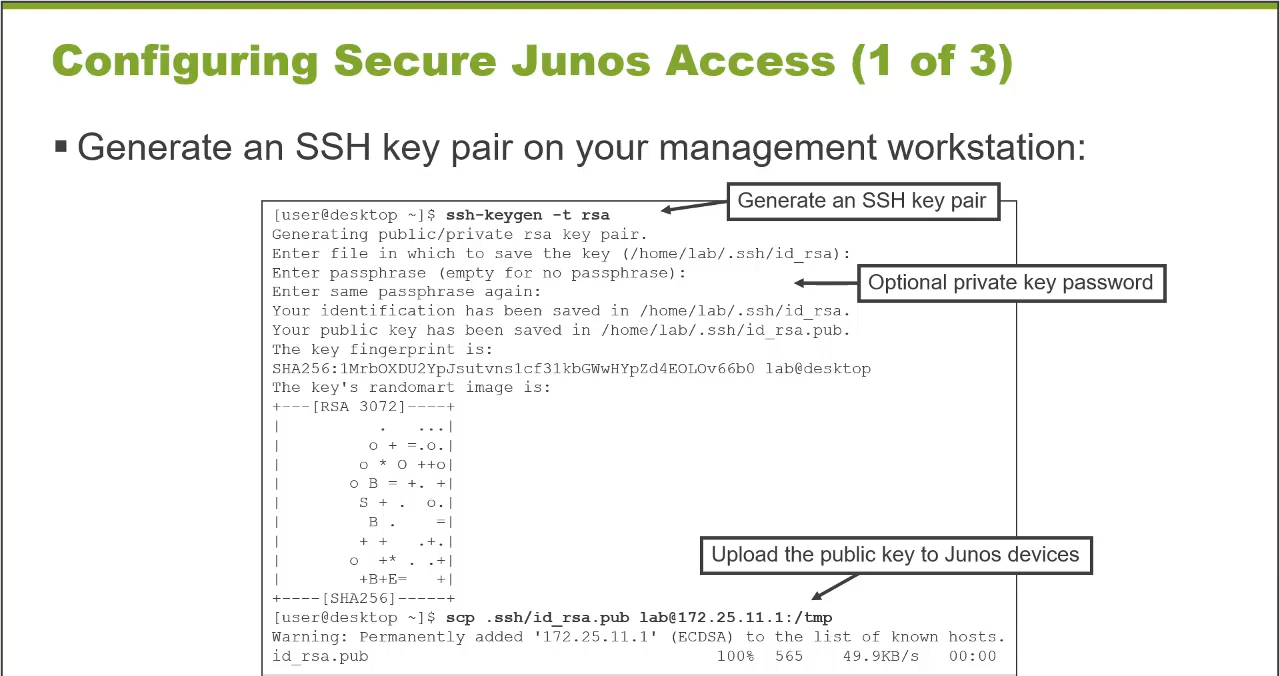 Configuring Secure Junos Access (1 of 3)
▪ Generate an SSH key pair on your management workstation:
Generate an SSH key pair
[user@desktop ~]$ ssh-keygen -t rsa
Generating public/private rsa key pair.
Enter file in which to save the key (/home/lab/.ssh/id_rsa):
Enter passphrase (empty for no passphrase):
Optional private key password
Enter same passphrase again:
Your identification has been saved in /home/lab/.ssh/id_rsa.
Your public key has been saved in /home/lab/.ssh/id_rsa.pub.
The key fingerprint is:
SHA256:1MrbOXDU2YpJsutvns1cf31kbGWwHYpZd4EOLOv66b0 lab@desktop
The key's randomart image is:
+---[RSA 3072]----+
|          .   ...|
|         o + =.o.|
|        o * O ++o|
|       o B = +. +|
|        S + .  o.|
|         B .    =|
|        + +   .+.|
|       o  +* . .+|
|        +B+E=   +|
+----[SHA256]-----+
Upload the public key to Junos devices
[user@desktop ~]$ scp .ssh/id_rsa.pub lab@172.25.11.1:/tmp
Warning: Permanently added '172.25.11.1' (ECDSA) to the list of known hosts.
id_rsa.pub 100% 565 49.9KB/s 00:00